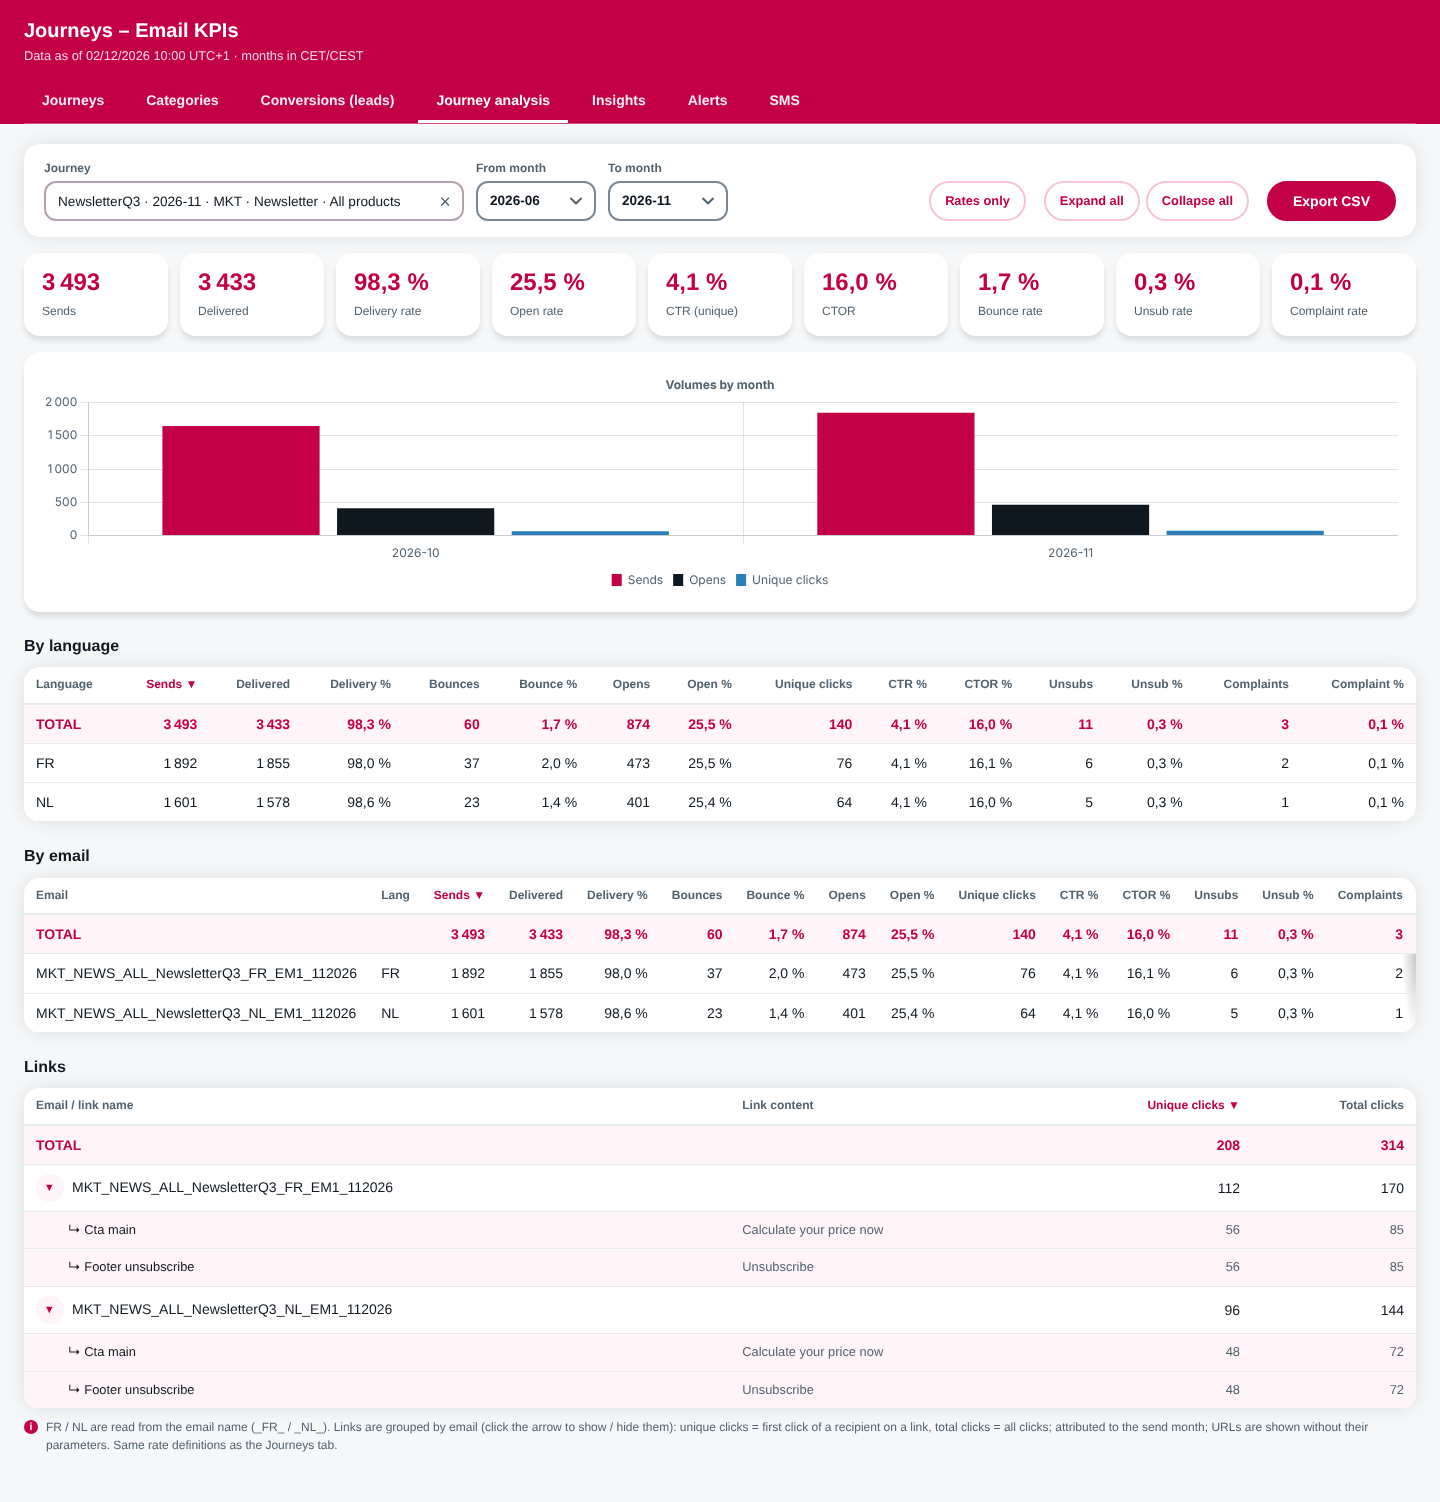 Journeys – Email KPIs
Data as of 02/12/2026 10:00 UTC+1 · months in CET/CEST
Journeys Categories Conversions (leads) Journey analysis Insights Alerts SMS
Journey From month To month
NewsletterQ3 · 2026-11 · MKT · Newsletter · All products × 2026-06 2026-11 Rates only Expand all Collapse all Export CSV
3 493 3 433 98,3 % 25,5 % 4,1 % 16,0 % 1,7 % 0,3 % 0,1 %
Sends Delivered Delivery rate Open rate CTR (unique) CTOR Bounce rate Unsub rate Complaint rate
Volumes by month
2 000
1 500
1 000
500
0
2026-10 2026-11
Sends Opens Unique clicks
By language
Language Sends ▼ Delivered Delivery % Bounces Bounce % Opens Open % Unique clicks CTR % CTOR % Unsubs Unsub % Complaints Complaint %
TOTAL 3 493 3 433 98,3 % 60 1,7 % 874 25,5 % 140 4,1 % 16,0 % 11 0,3 % 3 0,1 %
FR 1 892 1 855 98,0 % 37 2,0 % 473 25,5 % 76 4,1 % 16,1 % 6 0,3 % 2 0,1 %
NL 1 601 1 578 98,6 % 23 1,4 % 401 25,4 % 64 4,1 % 16,0 % 5 0,3 % 1 0,1 %
By email
Email Lang Sends ▼ Delivered Delivery % Bounces Bounce % Opens Open % Unique clicks CTR % CTOR % Unsubs Unsub % Complaints
TOTAL 3 493 3 433 98,3 % 60 1,7 % 874 25,5 % 140 4,1 % 16,0 % 11 0,3 % 3
MKT_NEWS_ALL_NewsletterQ3_FR_EM1_112026 FR 1 892 1 855 98,0 % 37 2,0 % 473 25,5 % 76 4,1 % 16,1 % 6 0,3 % 2
MKT_NEWS_ALL_NewsletterQ3_NL_EM1_112026 NL 1 601 1 578 98,6 % 23 1,4 % 401 25,4 % 64 4,1 % 16,0 % 5 0,3 % 1
Links
Email / link name Link content Unique clicks ▼ Total clicks
TOTAL 208 314
▼ MKT_NEWS_ALL_NewsletterQ3_FR_EM1_112026 112 170
↳ Cta main Calculate your price now 56 85
↳ Footer unsubscribe Unsubscribe 56 85
▼ MKT_NEWS_ALL_NewsletterQ3_NL_EM1_112026 96 144
↳ Cta main Calculate your price now 48 72
↳ Footer unsubscribe Unsubscribe 48 72
i FR / NL are read from the email name (_FR_ / _NL_). Links are grouped by email (click the arrow to show / hide them): unique clicks = first click of a recipient on a link, total clicks = all clicks; attributed to the send month; URLs are shown without their
parameters. Same rate definitions as the Journeys tab.